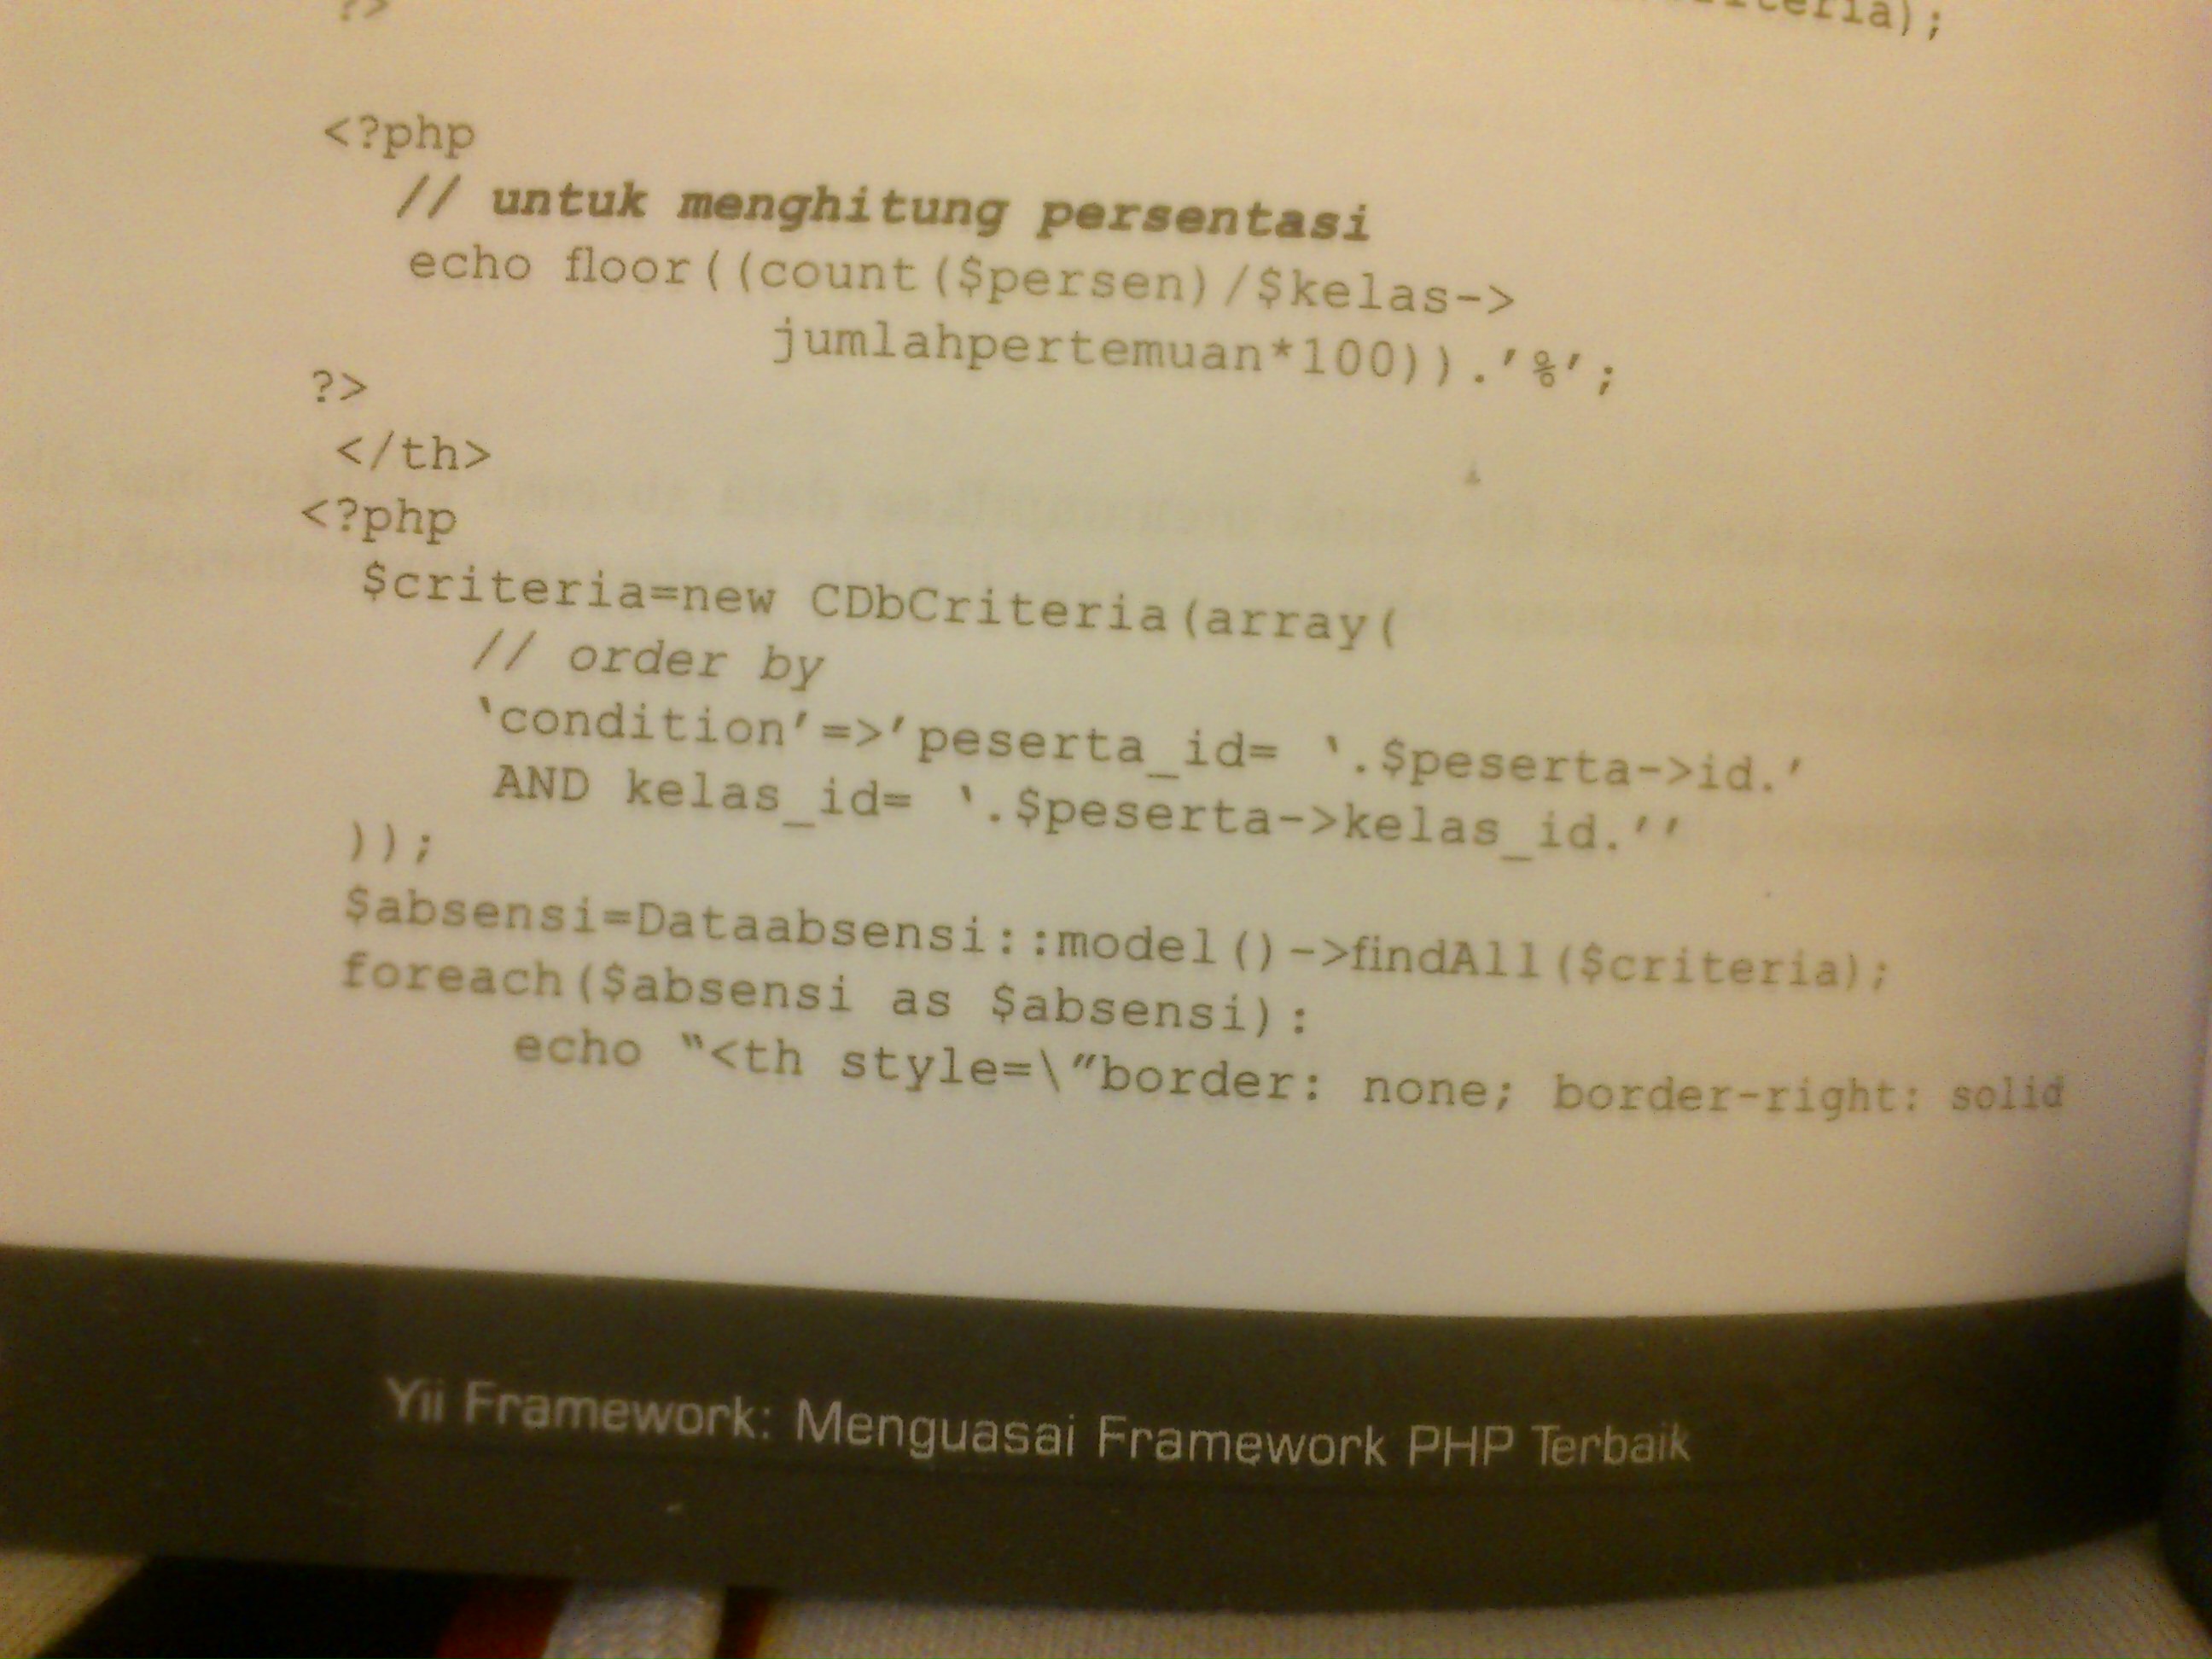 ?>
<?php
// untuk menghitung persentasi
echo floor((count($persen)/$kelas->
jumlahpertemuan*100)).'%';
?>
</th>
<?php
$criteria=new CDbCriteria(array(
// order by
‘condition’=>’peserta_id= ‘.$peserta->id.’
AND kelas_id= ‘.$peserta->kelas_id.’’
));
$absensi=Dataabsensi::model()->findAll($criteria);
foreach($absensi as $absensi):
echo “<th style=\”border: none; border-right: solid
Yii Framework: Menguasai Framework PHP Terbaik